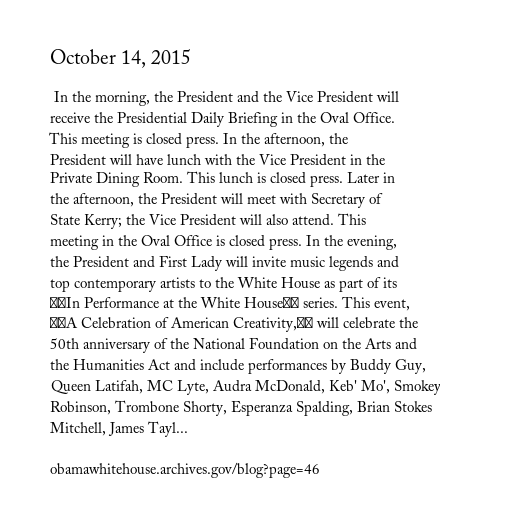 October 14, 2015
In the morning, the President and the Vice President will
receive the Presidential Daily Briefing in the Oval Office.
This meeting is closed press. In the afternoon, the
President will have lunch with the Vice President in the
Private Dining Room. This lunch is closed press. Later in
the afternoon, the President will meet with Secretary of
State Kerry; the Vice President will also attend. This
meeting in the Oval Office is closed press. In the evening,
the President and First Lady will invite music legends and
top contemporary artists to the White House as part of its
In Performance at the White House series. This event,
A Celebration of American Creativity, will celebrate the
50th anniversary of the National Foundation on the Arts and
the Humanities Act and include performances by Buddy Guy,
Queen Latifah, MC Lyte, Audra McDonald, Keb' Mo', Smokey
Robinson, Trombone Shorty, Esperanza Spalding, Brian Stokes
Mitchell, James Tayl...
obamawhitehouse.archives.gov/blog?page=46